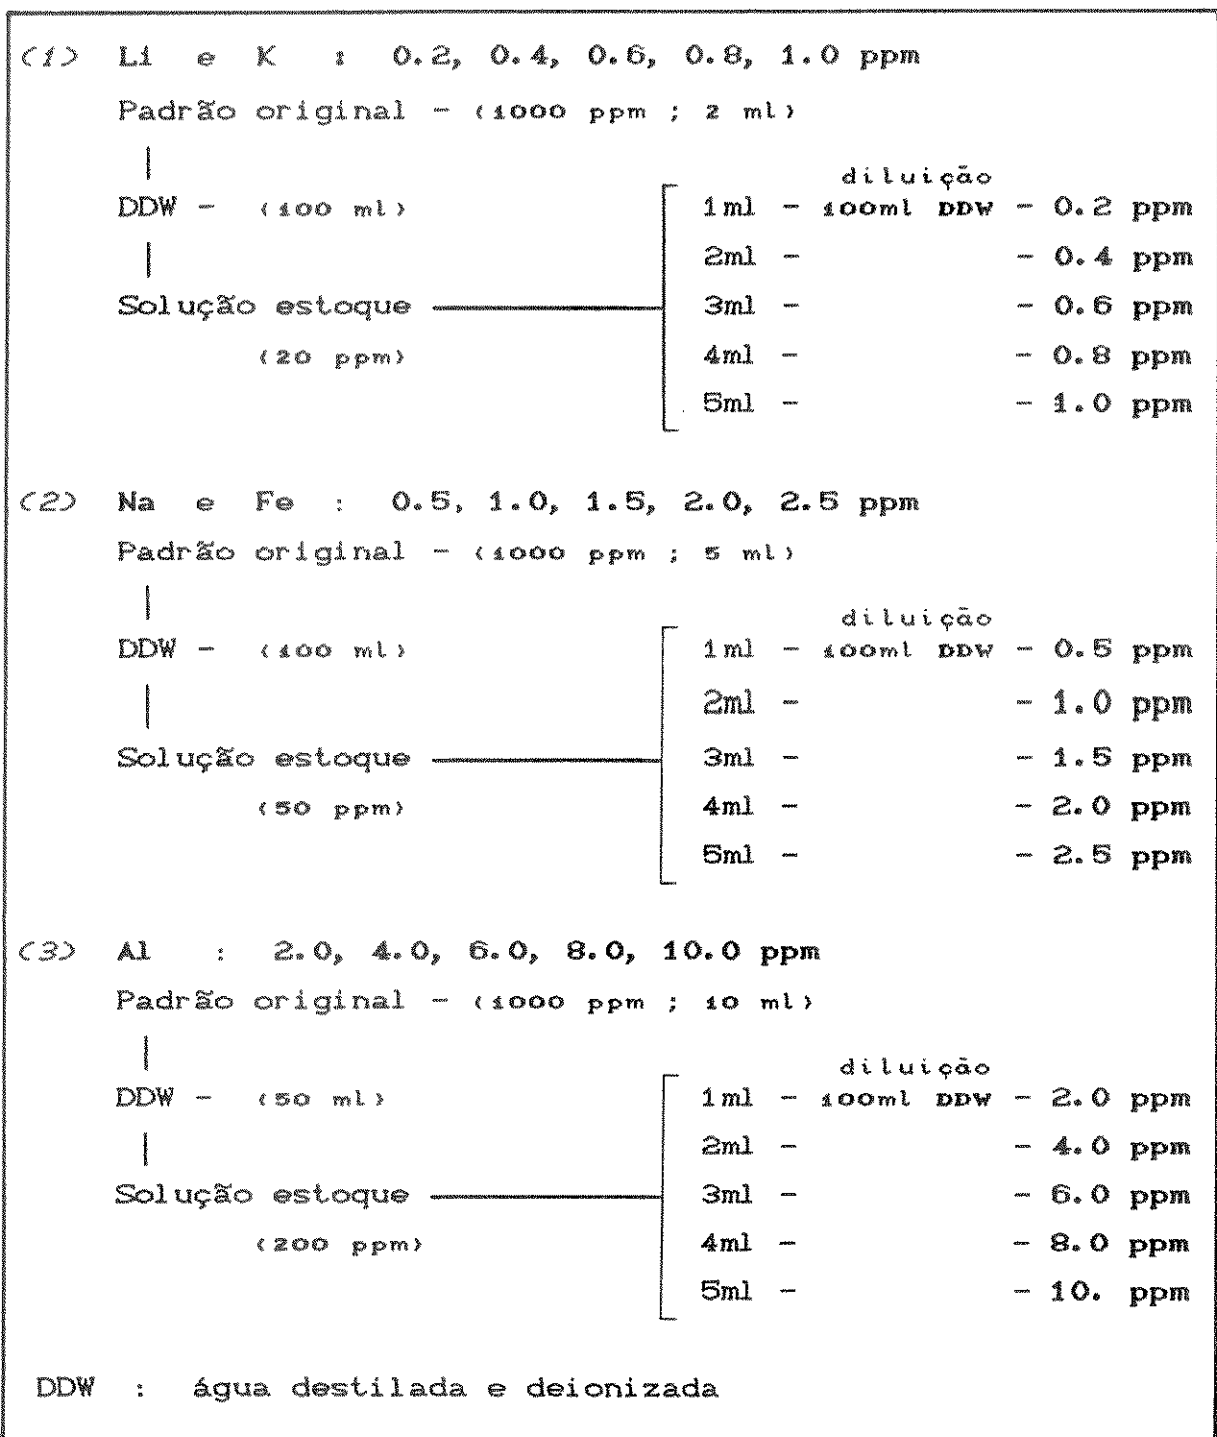 (1) Li e K : 0.2, 0.4, 0.6, 0.8, 1.0 ppm
Padrão original - (1000 ppm ; 2 ml)
|
diluição
DDW - (100 ml) 1ml - 100ml DDW - 0.2 ppm
| 2ml - - 0.4 ppm
Solução estoque 3ml - - 0.6 ppm
(20 ppm) 4ml - - 0.8 ppm
5ml - - 1.0 ppm
(2) Na e Fe : 0.5, 1.0, 1.5, 2.0, 2.5 ppm
Padrão original - (1000 ppm ; 5 ml)
|
diluição
DDW - (100 ml) 1ml - 100ml DDW - 0.5 ppm
| 2ml - - 1.0 ppm
Solução estoque 3ml - - 1.5 ppm
(50 ppm) 4ml - - 2.0 ppm
5ml - - 2.5 ppm
(3) Al : 2.0, 4.0, 6.0, 8.0, 10.0 ppm
Padrão original - (1000 ppm ; 10 ml)
|
diluição
DDW - (50 ml) 1ml - 100ml DDW - 2.0 ppm
| 2ml - - 4.0 ppm
Solução estoque 3ml - - 6.0 ppm
(200 ppm) 4ml - - 8.0 ppm
5ml - - 10. ppm
DDW : água destilada e deionizada